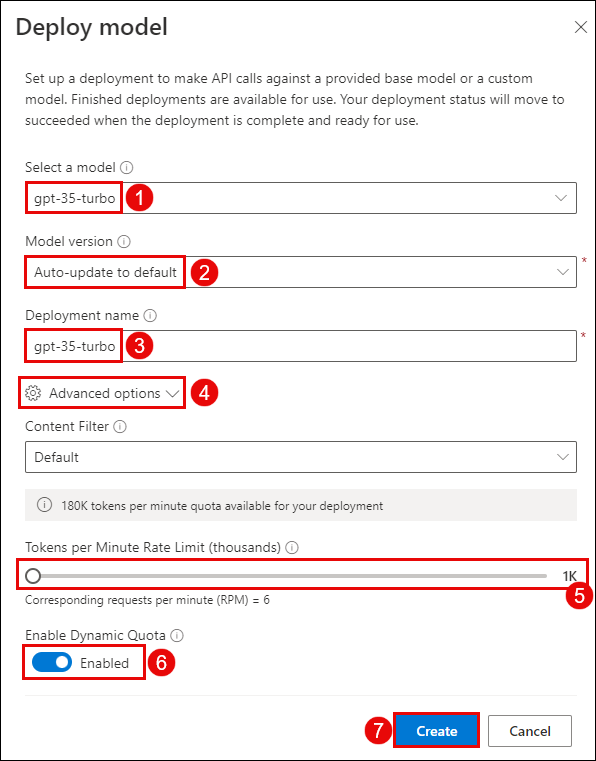 Deploy model
Set up a deployment to make API calls against a provided base model or a custom
model. Finished deployments are available for use. Your deployment status will move to
succeeded when the deployment is complete and ready for use.
Select a model
gpt-35-turbo 1
Model version
Auto-update to default 2 *
Deployment name
gpt-35-turbo 3 *
Advanced options 4
Content Filter
Default
180K tokens per minute quota available for your deployment
Tokens per Minute Rate Limit (thousands)
1K 5
Corresponding requests per minute (RPM) = 6
Enable Dynamic Quota
Enabled 6
7 Create Cancel